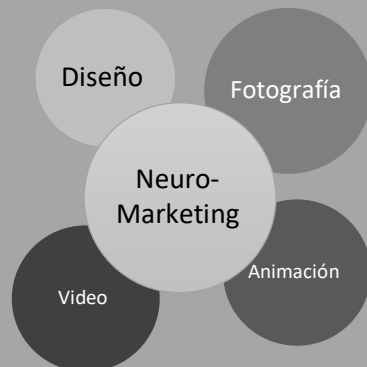 Diseño
Fotografía
Neuro-
Marketing
Animación
Video